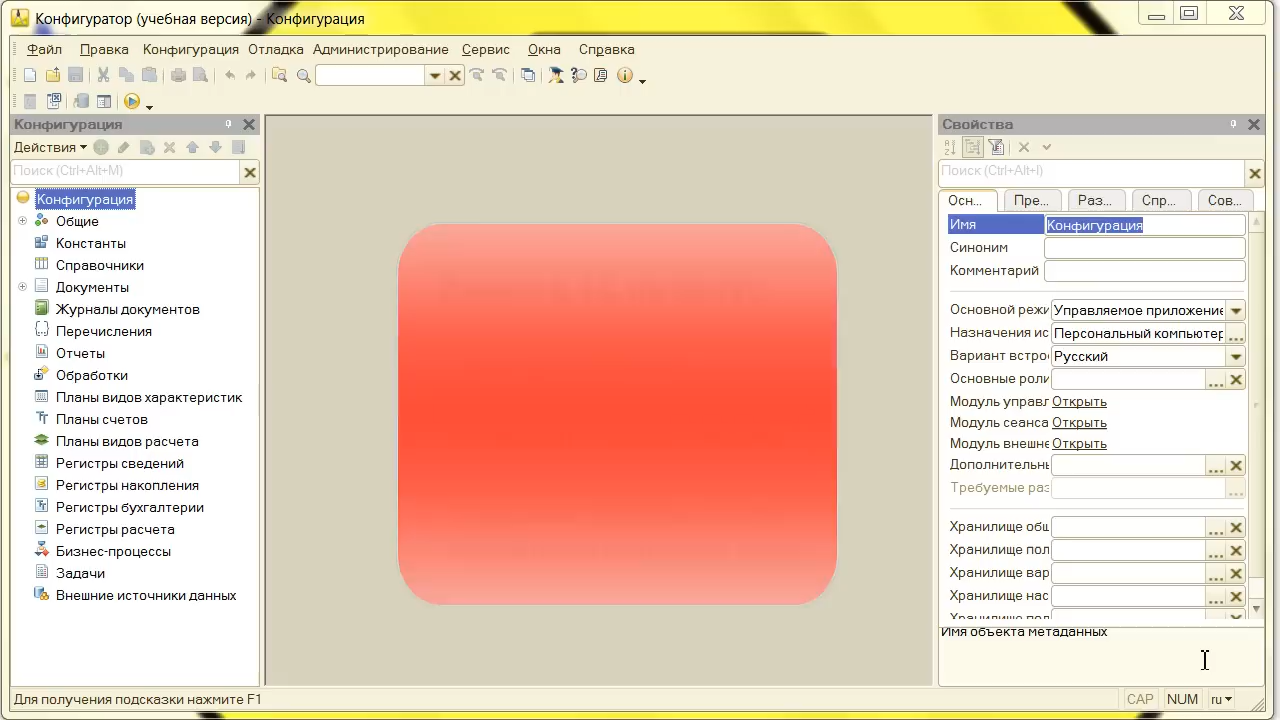 Конфигуратор (учебная версия) - Конфигурация
Файл Правка Конфигурация Отладка Администрирование Сервис Окна Справка
Конфигурация
Действия
Поиск (Ctrl+Alt+M)
Конфигурация
Общие
Константы
Справочники
Документы
Журналы документов
Перечисления
Отчеты
Обработки
Планы видов характеристик
Планы счетов
Планы видов расчета
Регистры сведений
Регистры накопления
Регистры бухгалтерии
Регистры расчета
Бизнес-процессы
Задачи
Внешние источники данных
Свойства
Поиск (Ctrl+Alt+I)
Осн... Пре... Раз... Спр... Сов...
Имя Конфигурация
Синоним
Комментарий
Основной режи Управляемое приложение
Назначения ис Персональный компьютер
Вариант встро Русский
Основные роли
Модуль управл Открыть
Модуль сеанса Открыть
Модуль внешне Открыть
Дополнительн
Требуемые раз
Хранилище общ
Хранилище пол
Хранилище вар
Хранилище нас
Хранилище пол
Имя объекта метаданных
Для получения подсказки нажмите F1
CAP NUM ru